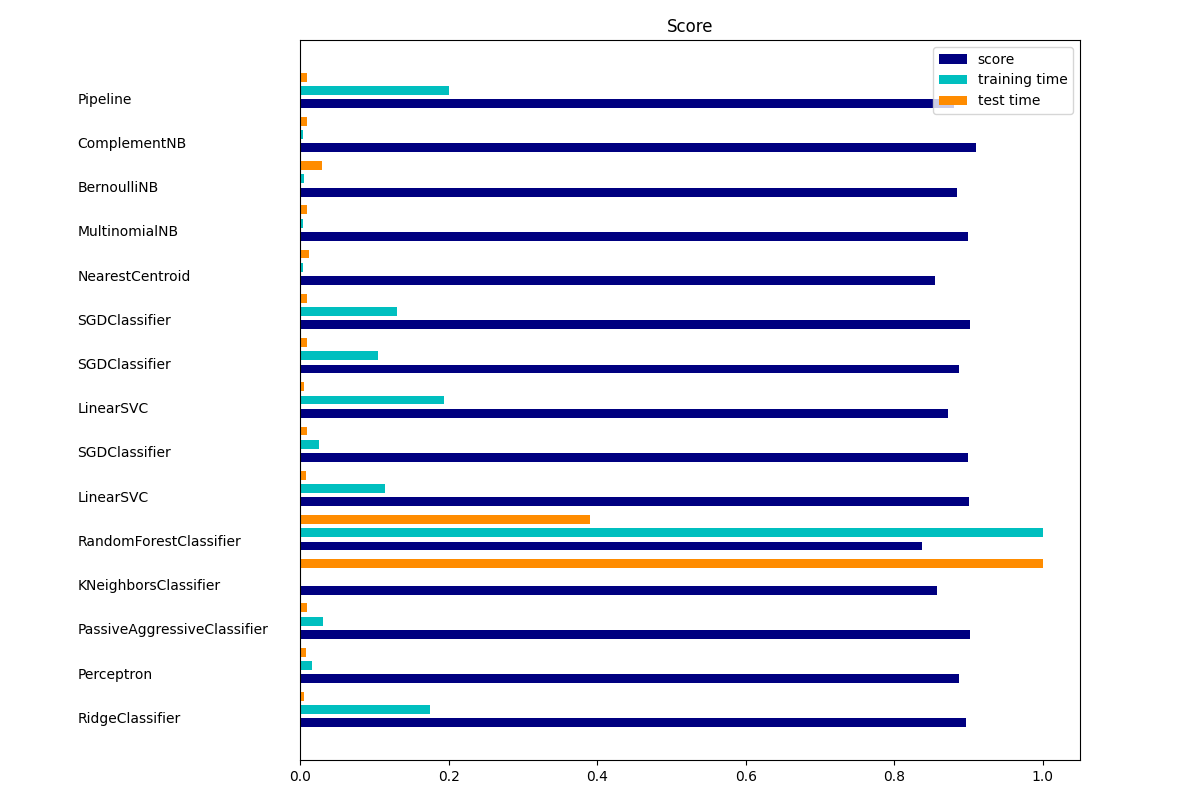 Score
score
training time
test time
Pipeline
ComplementNB
BernoulliNB
MultinomialNB
NearestCentroid
SGDClassifier
SGDClassifier
LinearSVC
SGDClassifier
LinearSVC
RandomForestClassifier
KNeighborsClassifier
PassiveAggressiveClassifier
Perceptron
RidgeClassifier
0.0 0.2 0.4 0.6 0.8 1.0